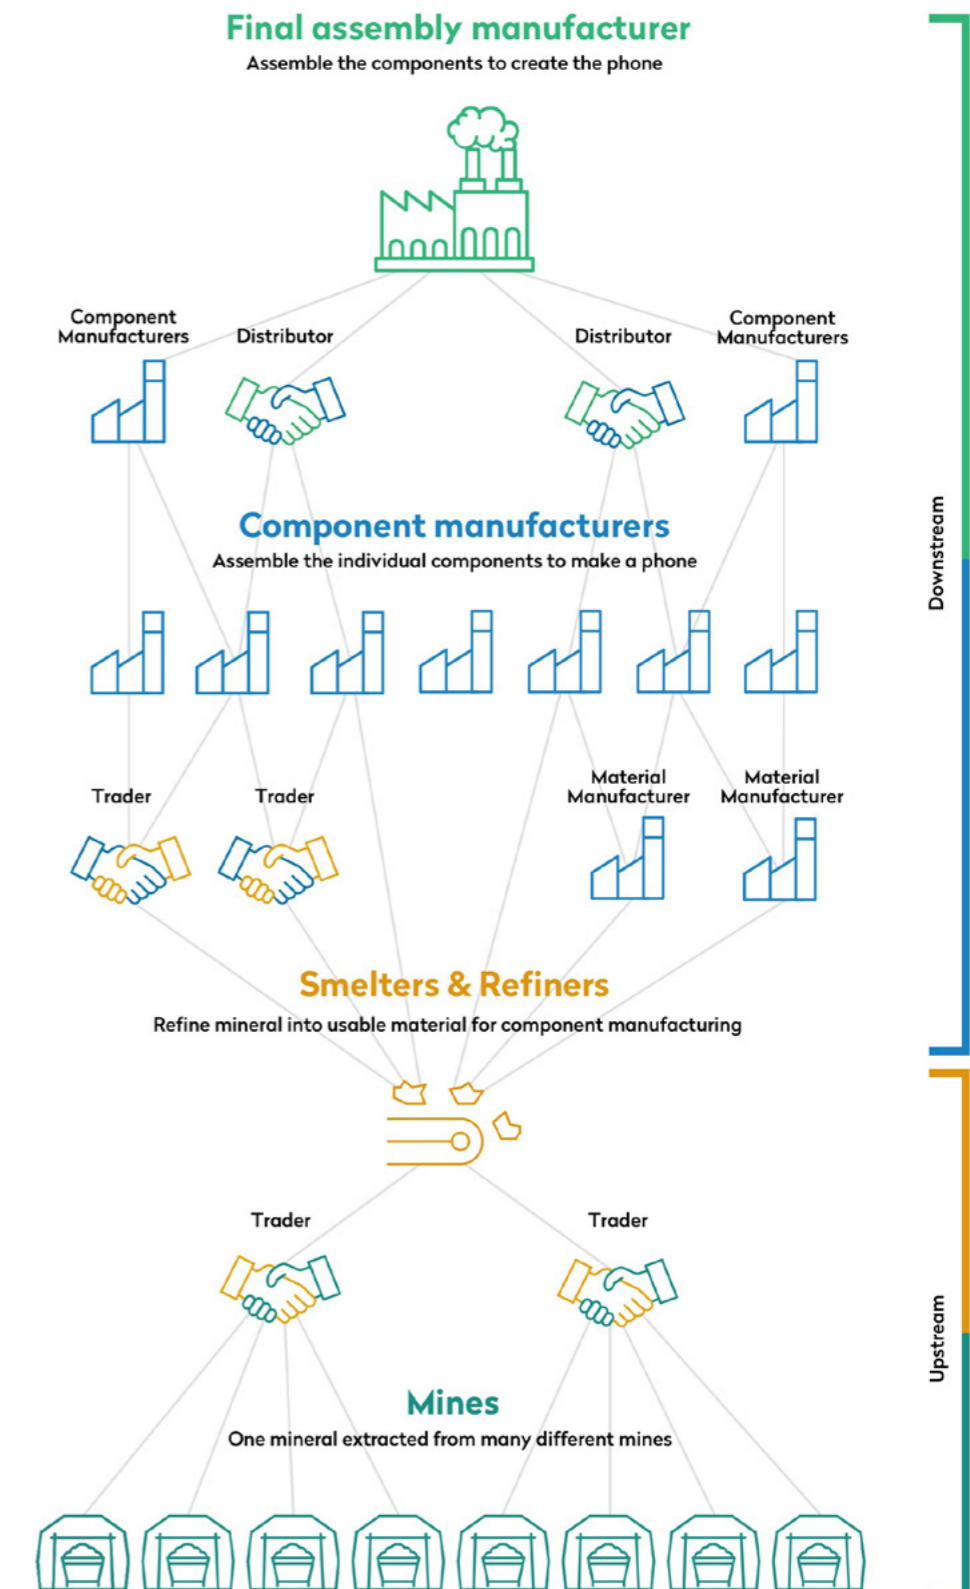 Final assembly manufacturer
Assemble the components to create the phone
Component
Manufacturers
Distributor
Distributor
Component
Manufacturers
Component manufacturers
Assemble the individual components to make a phone
Downstream
Trader
Trader
Material
Manufacturer
Material
Manufacturer
Smelters & Refiners
Refine mineral into usable material for component manufacturing
Trader
Trader
Upstream
Mines
One mineral extracted from many different mines